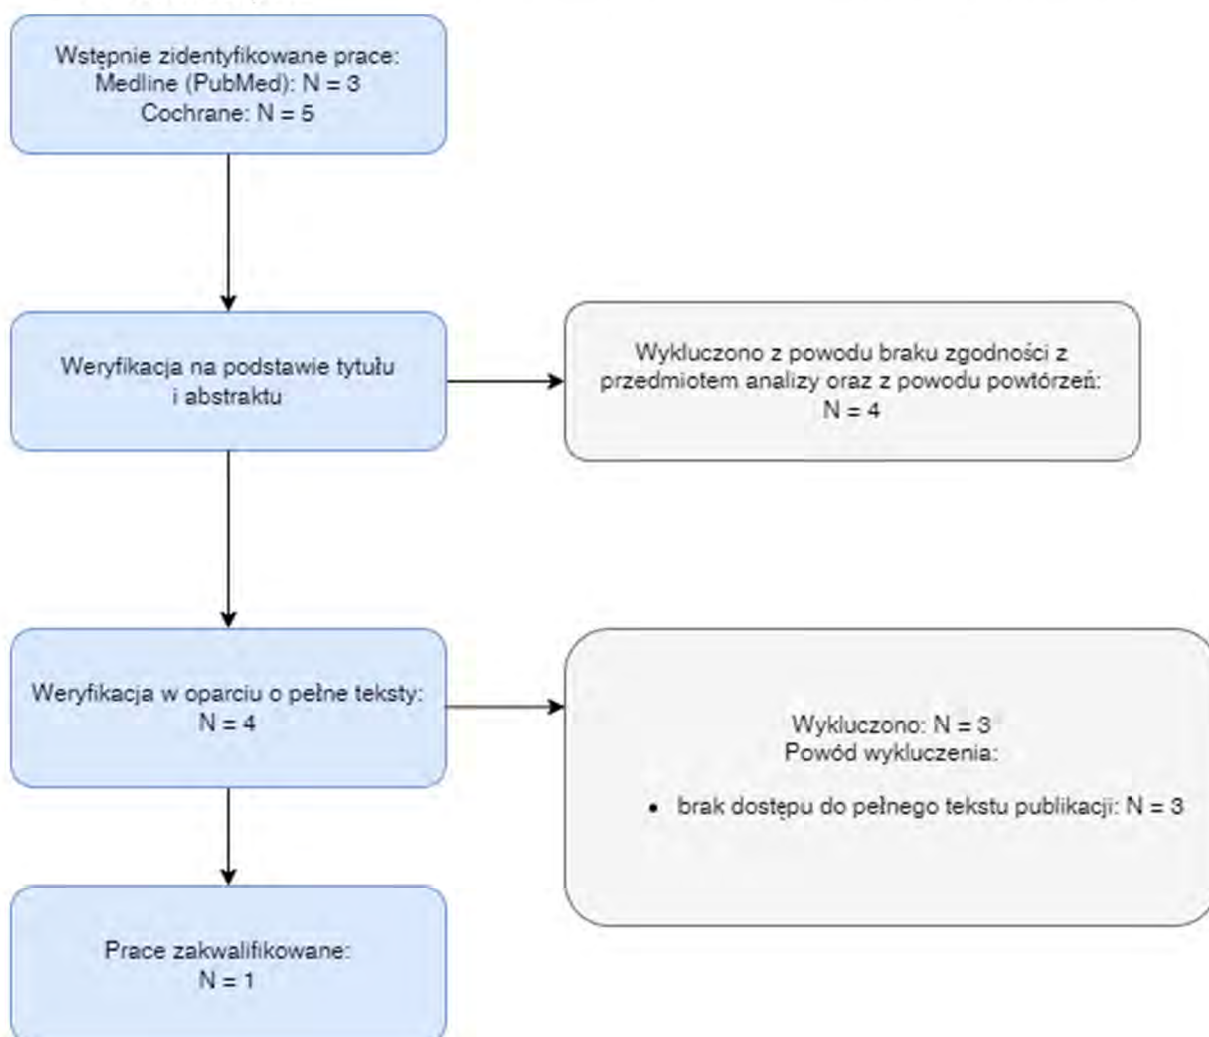 Wstępnie zidentyfikowane prace:
Medline (PubMed): N = 3
Cochrane: N = 5
Weryfikacja na podstawie tytułu
i abstraktu
Wykluczono z powodu braku zgodności z
przedmiotem analizy oraz z powodu powtórzeń:
N = 4
Weryfikacja w oparciu o pełne teksty:
N = 4
Wykluczono: N = 3
Powód wykluczenia:
• brak dostępu do pełnego tekstu publikacji: N = 3
Prace zakwalifikowane:
N = 1